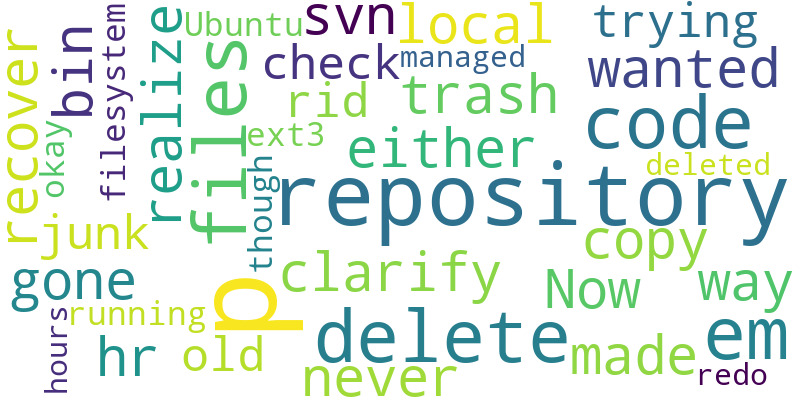 recover
okay
bin
filesystem
realize
Ubuntu
files
svn
local
check
managed
trying
wanted
rid
trash
code
ext3
either
deleted
though
repository
junk
clarify
copy
gone
p
Now
way
running
hours
hr
old
delete
never
made
em
redo